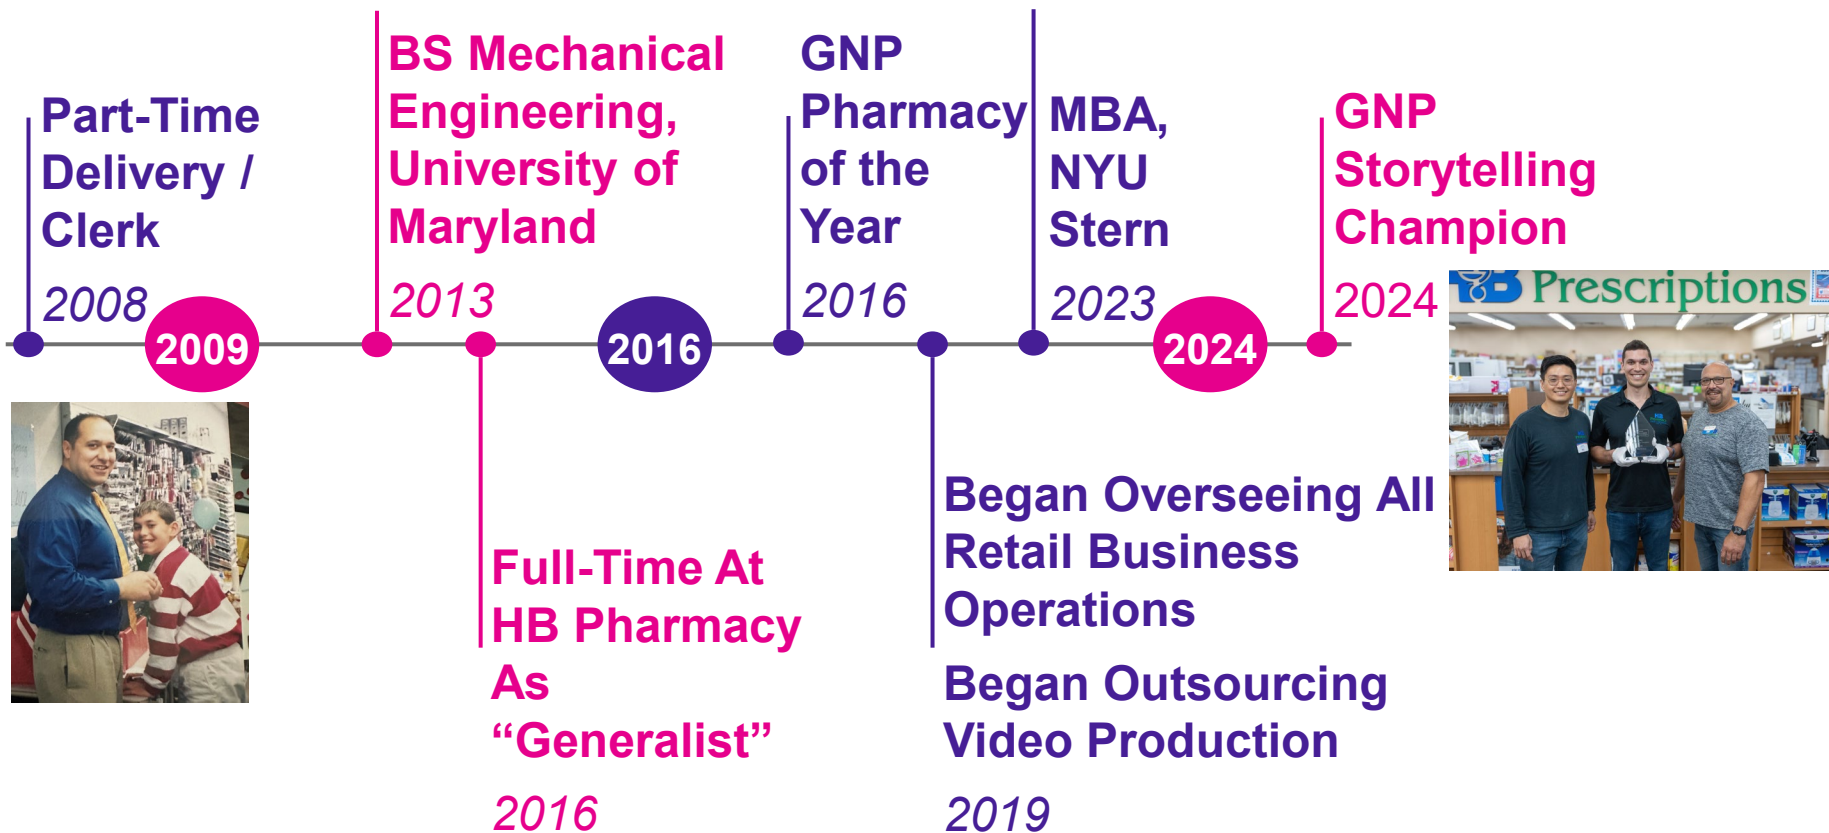 Part-Time
Delivery /
Clerk
2008
2009
BS Mechanical
Engineering,
University of
Maryland
2013
Full-Time At
HB Pharmacy
As
“Generalist”
2016
2016
GNP
Pharmacy
of the
Year
2016
Began Overseeing All
Retail Business
Operations
Began Outsourcing
Video Production
2019
MBA,
NYU
Stern
2023
2024
GNP
Storytelling
Champion
2024
B Prescriptions